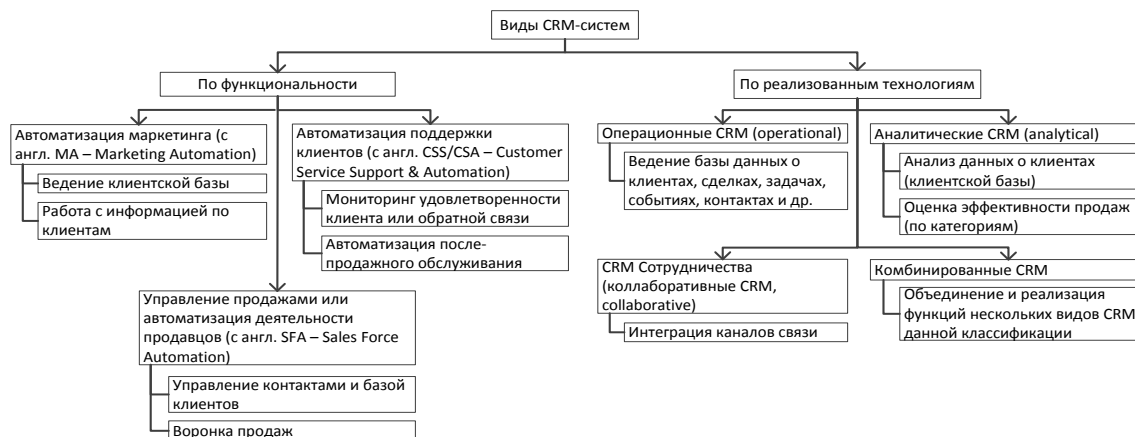 Виды CRM-систем
По функциональности
По реализованным технологиям
Автоматизация маркетинга (с
англ. MA – Marketing Automation)
Ведение клиентской базы
Работа с информацией по
клиентам
Автоматизация поддержки
клиентов (с англ. CSS/CSA – Customer
Service Support & Automation)
Мониторинг удовлетворенности
клиента или обратной связи
Автоматизация после-
продажного обслуживания
Управление продажами или
автоматизация деятельности
продавцов (с англ. SFA – Sales Force
Automation)
Управление контактами и базой
клиентов
Воронка продаж
Операционные CRM (operational)
Ведение базы данных о
клиентах, сделках, задачах,
событиях, контактах и др.
Аналитические CRM (analytical)
Анализ данных о клиентах
(клиентской базы)
Оценка эффективности продаж
(по категориям)
CRM Сотрудничества
(коллаборативные CRM,
collaborative)
Интеграция каналов связи
Комбинированные CRM
Объединение и реализация
функций нескольких видов CRM
данной классификации